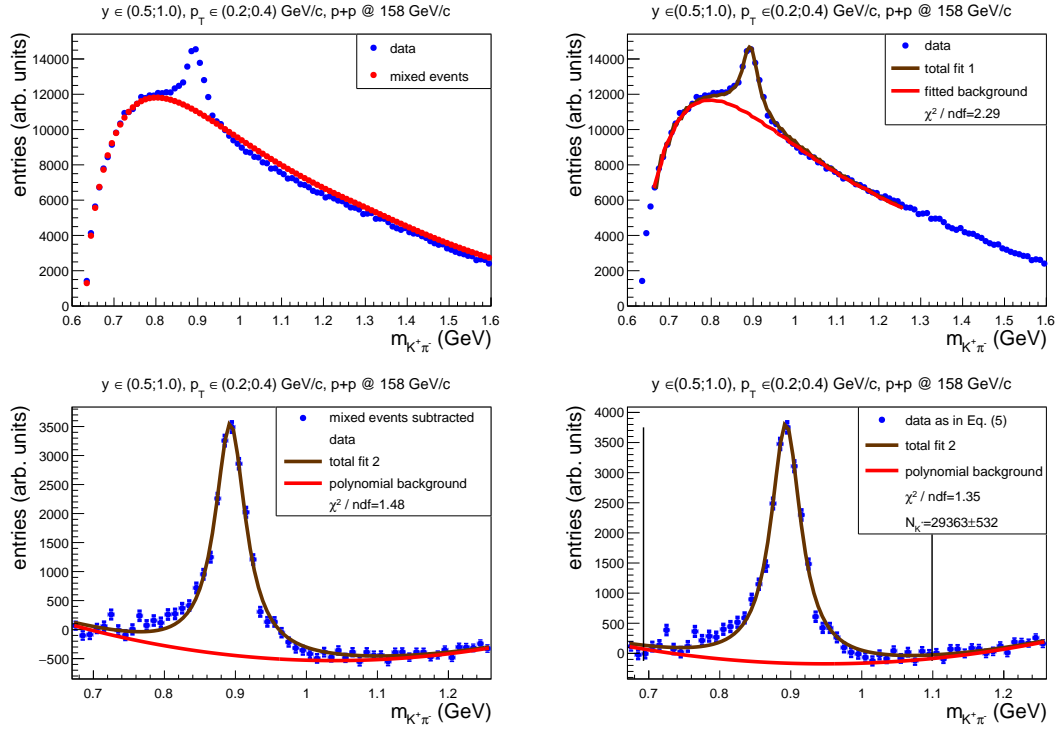 y ∈ (0.5;1.0), p_T ∈ (0.2;0.4) GeV/c, p+p @ 158 GeV/c
entries (arb. units)
14000
12000
10000
8000
6000
4000
2000
0
data
mixed events
0.6 0.7 0.8 0.9 1 1.1 1.2 1.3 1.4 1.5 1.6
m_{K⁺π⁻} (GeV)
y ∈ (0.5;1.0), p_T ∈ (0.2;0.4) GeV/c, p+p @ 158 GeV/c
entries (arb. units)
14000
12000
10000
8000
6000
4000
2000
0
data
total fit 1
fitted background
χ² / ndf=2.29
0.6 0.7 0.8 0.9 1 1.1 1.2 1.3 1.4 1.5 1.6
m_{K⁺π⁻} (GeV)
y ∈ (0.5;1.0), p_T ∈ (0.2;0.4) GeV/c, p+p @ 158 GeV/c
entries (arb. units)
3500
3000
2500
2000
1500
1000
500
0
−500
mixed events subtracted
data
total fit 2
polynomial background
χ² / ndf=1.48
0.7 0.8 0.9 1 1.1 1.2
m_{K⁺π⁻} (GeV)
y ∈ (0.5;1.0), p_T ∈ (0.2;0.4) GeV/c, p+p @ 158 GeV/c
entries (arb. units)
4000
3500
3000
2500
2000
1500
1000
500
0
−400
data as in Eq. (5)
total fit 2
polynomial background
χ² / ndf=1.35
N_K=29363±532
0.7 0.8 0.9 1 1.1 1.2
m_{K⁺π⁻} (GeV)